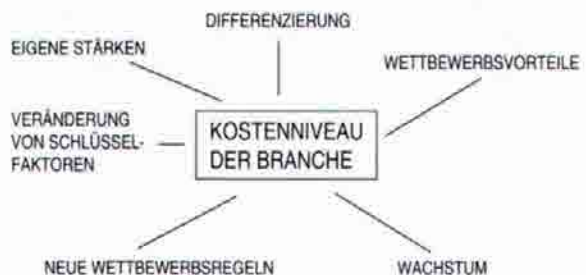 DIFFERENZIERUNG
EIGENE STÄRKEN
WETTBEWERBSVORTEILE
VERÄNDERUNG
VON SCHLÜSSEL-
FAKTOREN
KOSTENNIVEAU
DER BRANCHE
NEUE WETTBEWERBSREGELN
WACHSTUM